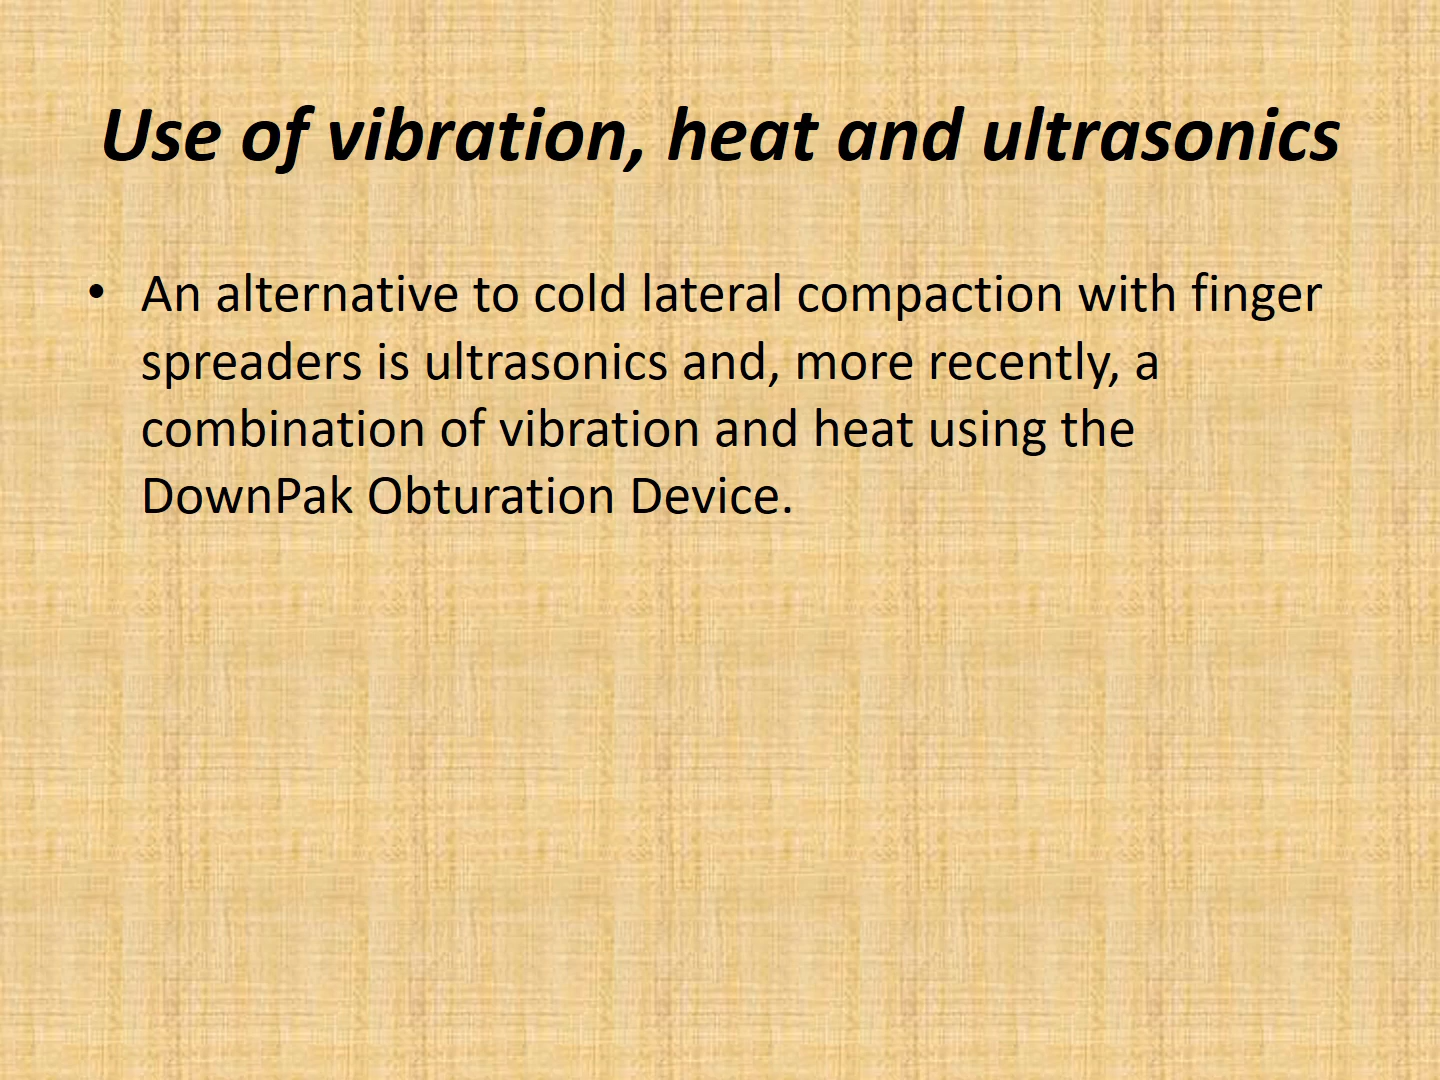 Use of vibration, heat and ultrasonics
• An alternative to cold lateral compaction with finger
spreaders is ultrasonics and, more recently, a
combination of vibration and heat using the
DownPak Obturation Device.